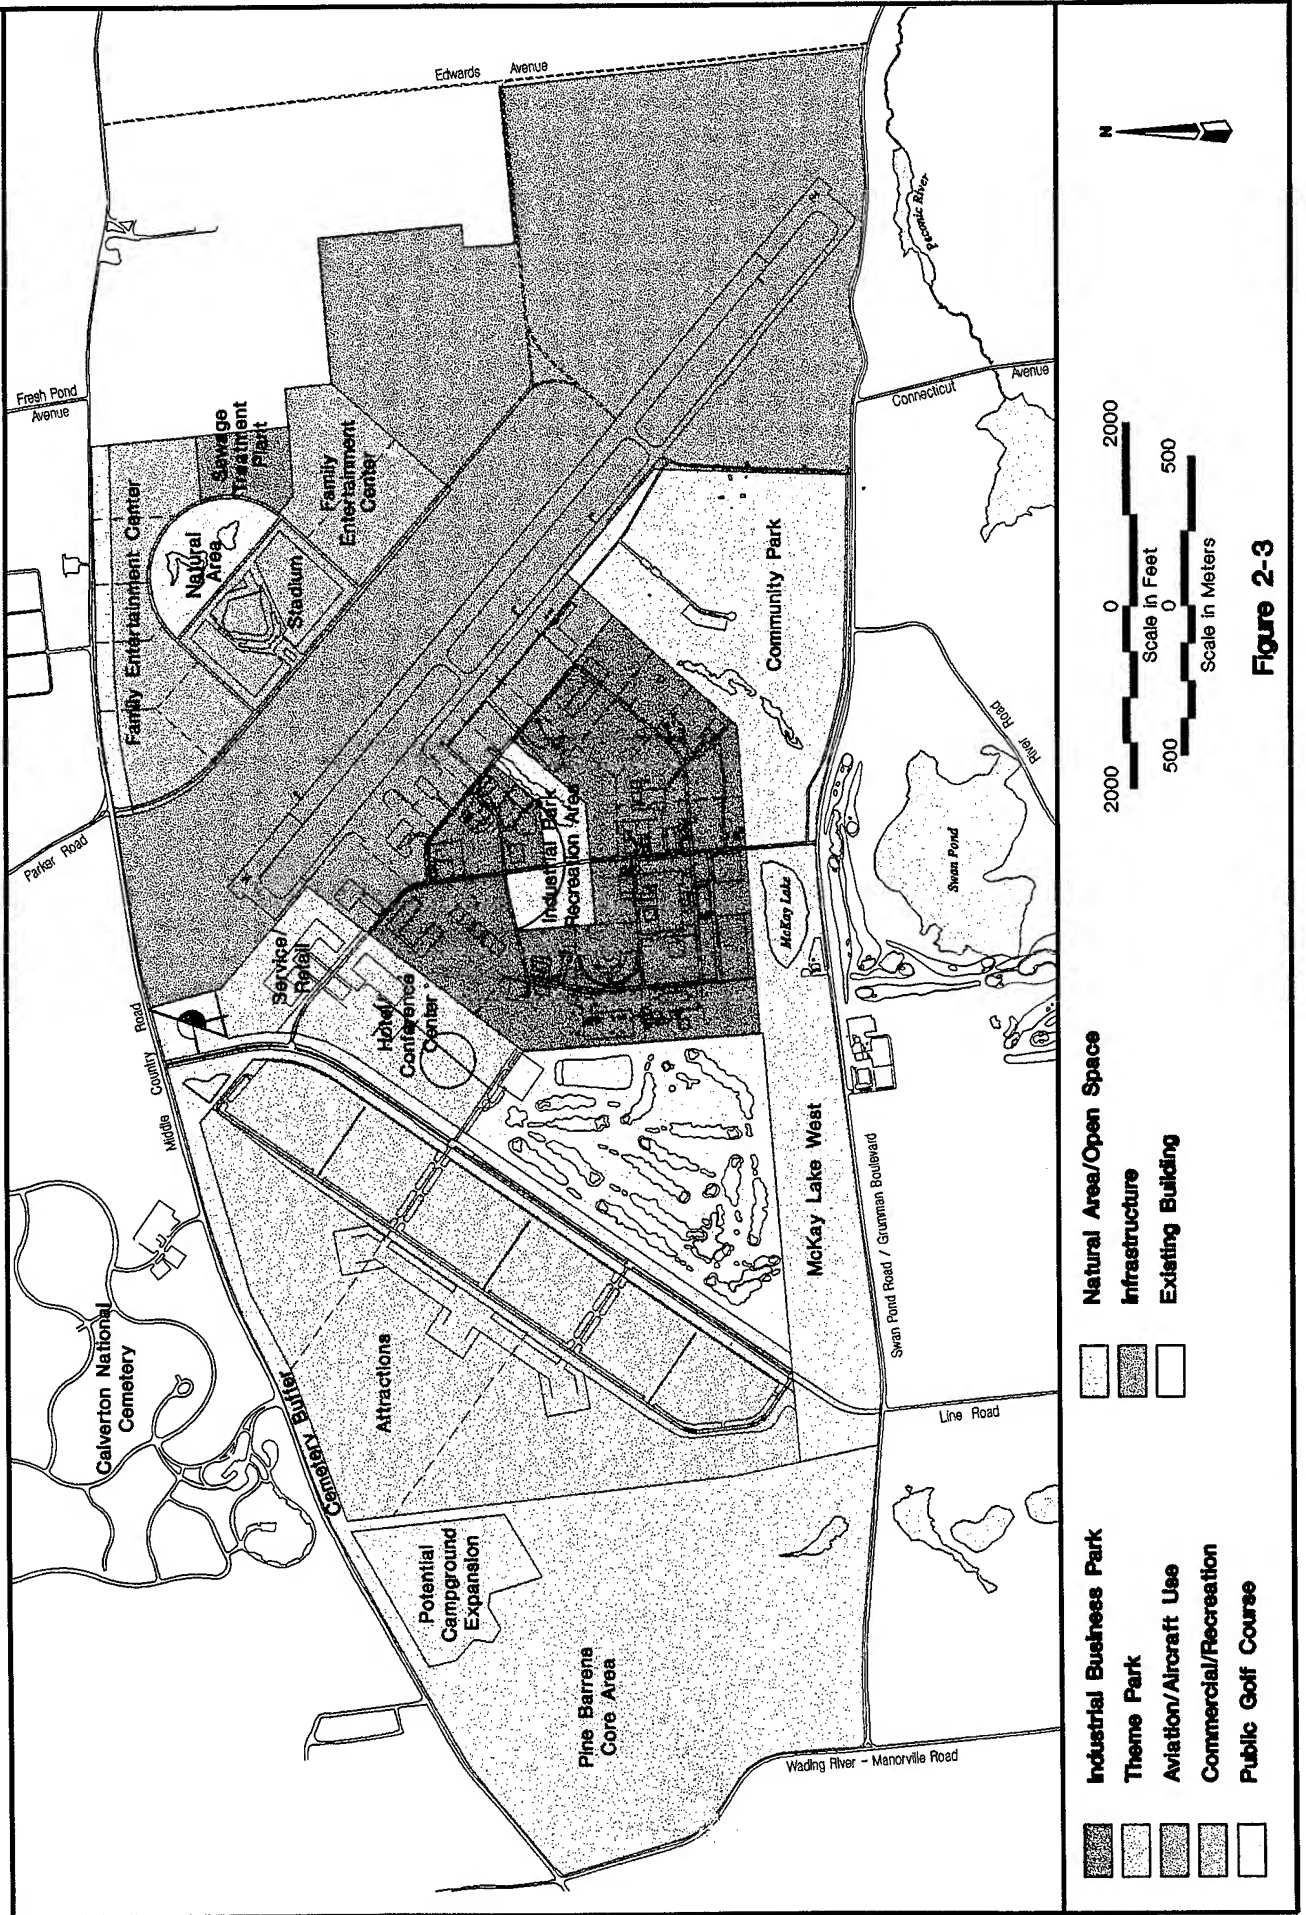 Edwards Avenue
Fresh Pond
Avenue
Parker Road
Middle Country Road
Calverton National
Cemetery
Cemetery Buffer
Family Entertainment Center
Sewage
Treatment
Plant
Natural
Area
Stadium
Family
Entertainment
Center
Service/
Retail
Hotel/
Conference
Center
Industrial Park
Recreation Area
Community Park
Attractions
Potential
Campground
Expansion
Pine Barrens
Core Area
McKay Lake West
McKay Lake
Swan Pond
Peconic River
Connecticut Avenue
River Road
Swan Pond Road / Grumman Boulevard
Line Road
Wading River - Manorville Road
Industrial Business Park
Theme Park
Aviation/Aircraft Use
Commercial/Recreation
Public Golf Course
Natural Area/Open Space
Infrastructure
Existing Building
2000 0 2000
Scale in Feet
500 0 500
Scale in Meters
N
Figure 2-3